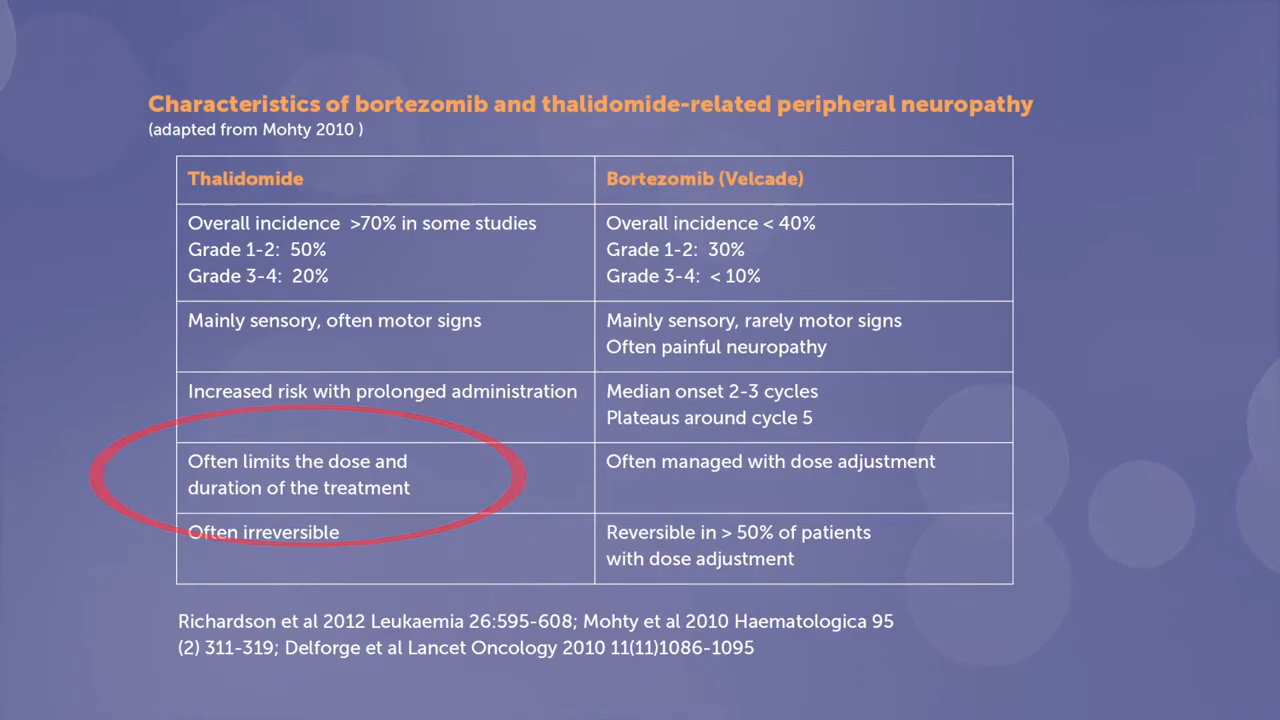 Characteristics of bortezomib and thalidomide-related peripheral neuropathy
(adapted from Mohty 2010 )
Thalidomide
Bortezomib (Velcade)
Overall incidence >70% in some studies
Grade 1-2: 50%
Grade 3-4: 20%
Overall incidence < 40%
Grade 1-2: 30%
Grade 3-4: < 10%
Mainly sensory, often motor signs
Mainly sensory, rarely motor signs
Often painful neuropathy
Increased risk with prolonged administration
Median onset 2-3 cycles
Plateaus around cycle 5
Often limits the dose and
duration of the treatment
Often managed with dose adjustment
Often irreversible
Reversible in > 50% of patients
with dose adjustment
Richardson et al 2012 Leukaemia 26:595-608; Mohty et al 2010 Haematologica 95
(2) 311-319; Delforge et al Lancet Oncology 2010 11(11)1086-1095